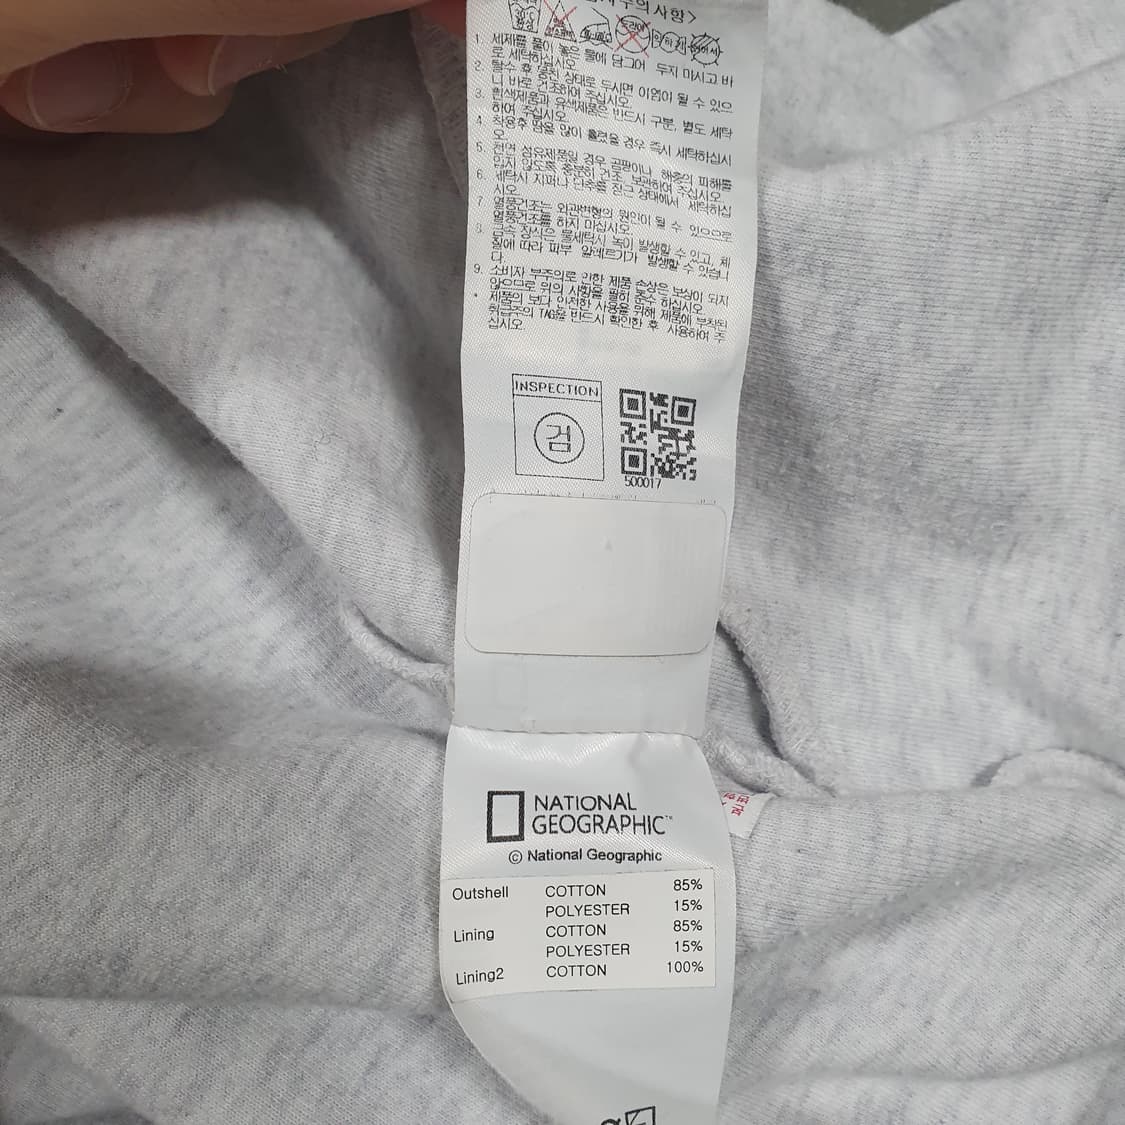 주의사항>
드라이
1. 세제를 풀어 놓은 물에 담그어 두지 마시고 바
로 세탁하십시오.
2. 탈수 후 뭉친 상태로 두시면 이염이 될 수 있으
니 바로 건조하여 주십시오.
3. 흰색제품과 유색제품은 반드시 구분, 별도 세탁
하여 주십시오.
4. 착용후 땀을 많이 흘렸을 경우 즉시 세탁하십시
오.
5. 천연 섬유제품일 경우 곰팡이나 해충의 피해를
입지 않도록 충분히 건조, 보관하여 주십시오.
6. 세탁시 지퍼나 단추를 잠근 상태에서 세탁하십
시오.
7. 열풍건조는 외관변형의 원인이 될 수 있으므로
열풍건조를 하지 마십시오.
8. 금속 장식은 물세탁시 녹이 발생할 수 있고, 체
질에 따라 피부 알레르기가 발생할 수 있습니
다.
9. 소비자 부주의로 인한 제품 손상은 보상이 되지
않으므로 위의 사항을 필히 준수 하십시오.
* 제품의 보다 안전한 사용을 위해 제품에 부착된
취급주의 TAG을 반드시 확인한 후 사용하여 주
십시오.
INSPECTION
검
500017
NATIONAL
GEOGRAPHIC™
© National Geographic
Outshell COTTON 85%
POLYESTER 15%
Lining COTTON 85%
POLYESTER 15%
Lining2 COTTON 100%